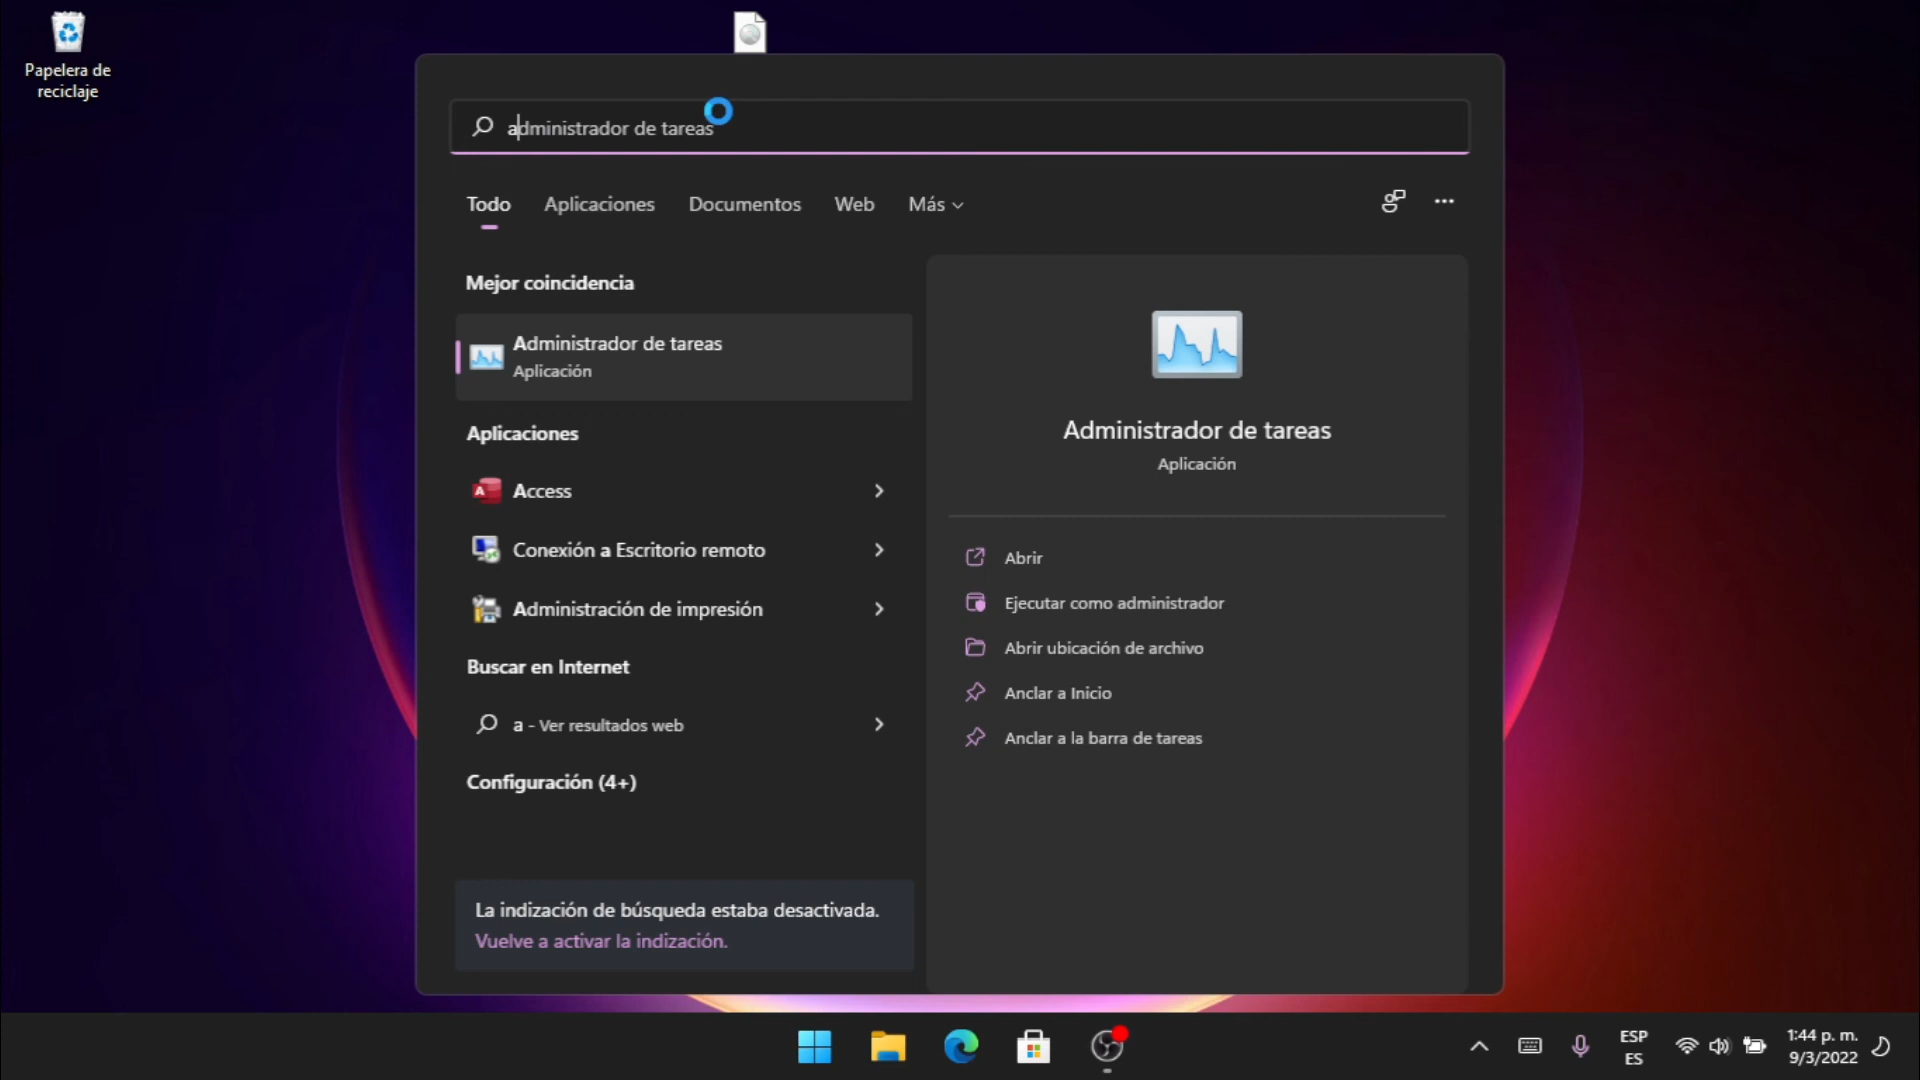 Papelera de
reciclaje
administrador de tareas
Todo
Aplicaciones
Documentos
Web
Más
Mejor coincidencia
Administrador de tareas
Aplicación
Aplicaciones
Access
Conexión a Escritorio remoto
Administración de impresión
Buscar en Internet
a - Ver resultados web
Configuración (4+)
La indización de búsqueda estaba desactivada.
Vuelve a activar la indización.
Administrador de tareas
Aplicación
Abrir
Ejecutar como administrador
Abrir ubicación de archivo
Anclar a Inicio
Anclar a la barra de tareas
ESP
ES
1:44 p. m.
9/3/2022